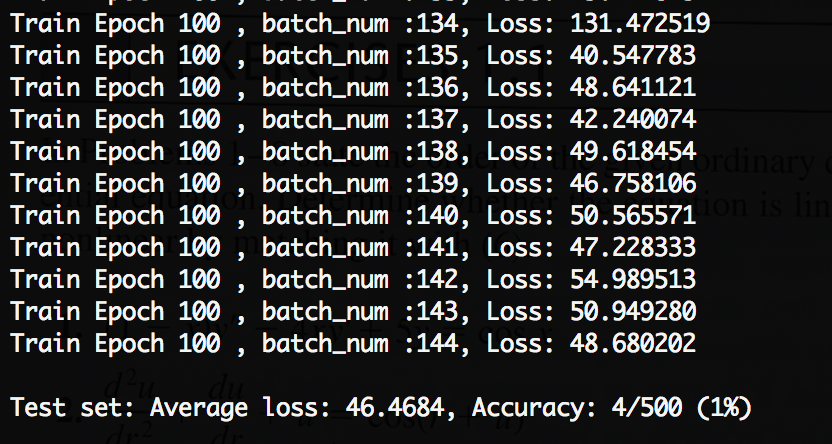 Train Epoch 100 , batch_num :134, Loss: 131.472519
Train Epoch 100 , batch_num :135, Loss: 40.547783
Train Epoch 100 , batch_num :136, Loss: 48.641121
Train Epoch 100 , batch_num :137, Loss: 42.240074
Train Epoch 100 , batch_num :138, Loss: 49.618454
Train Epoch 100 , batch_num :139, Loss: 46.758106
Train Epoch 100 , batch_num :140, Loss: 50.565571
Train Epoch 100 , batch_num :141, Loss: 47.228333
Train Epoch 100 , batch_num :142, Loss: 54.989513
Train Epoch 100 , batch_num :143, Loss: 50.949280
Train Epoch 100 , batch_num :144, Loss: 48.680202
Test set: Average loss: 46.4684, Accuracy: 4/500 (1%)